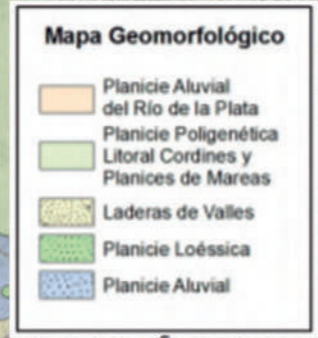 Mapa Geomorfológico
Planicie Aluvial
del Río de la Plata
Planicie Poligenética
Litoral Cordines y
Planices de Mareas
Laderas de Valles
Planicie Loéssica
Planicie Aluvial